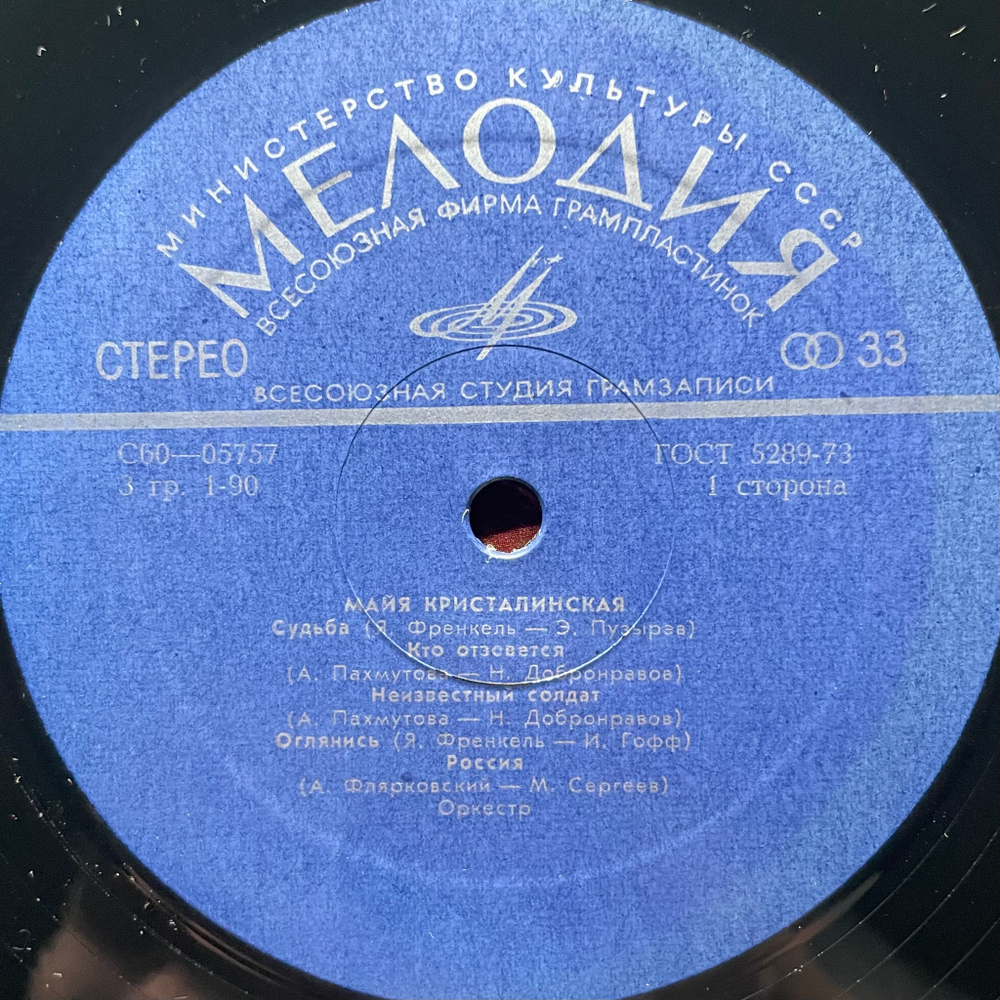 МИНИСТЕРСТВО КУЛЬТУРЫ СССР
МЕЛОДИЯ
ВСЕСОЮЗНАЯ ФИРМА ГРАМПЛАСТИНОК
СТЕРЕО
33
ВСЕСОЮЗНАЯ СТУДИЯ ГРАМЗАПИСИ
С60—05757
ГОСТ 5289-73
3 гр. 1-90
1 сторона
МАЙЯ КРИСТАЛИНСКАЯ
Судьба (Я. Френкель — Э. Пузырев)
Кто отзовется
(А. Пахмутова — Н. Добронравов)
Неизвестный солдат
(А. Пахмутова — Н. Добронравов)
Оглянись (Я. Френкель — И. Гофф)
Россия
(А. Флярковский — М. Сергеев)
Оркестр